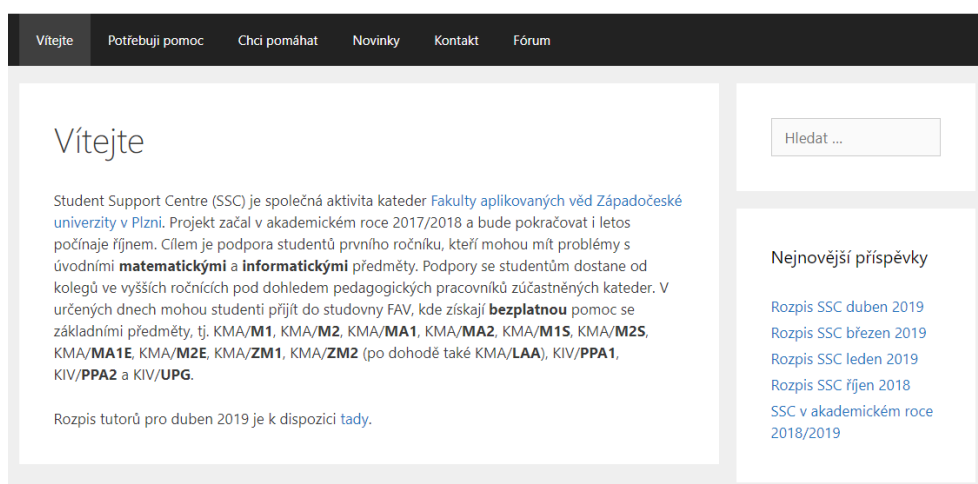 Vítejte
Potřebuji pomoc
Chci pomáhat
Novinky
Kontakt
Fórum
Vítejte
Student Support Centre (SSC) je společná aktivita kateder Fakulty aplikovaných věd Západočeské
univerzity v Plzni. Projekt začal v akademickém roce 2017/2018 a bude pokračovat i letos
počínaje říjnem. Cílem je podpora studentů prvního ročníku, kteří mohou mít problémy s
úvodními matematickými a informatickými předměty. Podpory se studentům dostane od
kolegů ve vyšších ročnících pod dohledem pedagogických pracovníků zúčastněných kateder. V
určených dnech mohou studenti přijít do studovny FAV, kde získají bezplatnou pomoc se
základními předměty, tj. KMA/M1, KMA/M2, KMA/MA1, KMA/MA2, KMA/M1S, KMA/M2S,
KMA/MA1E, KMA/M2E, KMA/ZM1, KMA/ZM2 (po dohodě také KMA/LAA), KIV/PPA1,
KIV/PPA2 a KIV/UPG.
Rozpis tutorů pro duben 2019 je k dispozici tady.
Hledat ...
Nejnovější příspěvky
Rozpis SSC duben 2019
Rozpis SSC březen 2019
Rozpis SSC leden 2019
Rozpis SSC říjen 2018
SSC v akademickém roce
2018/2019